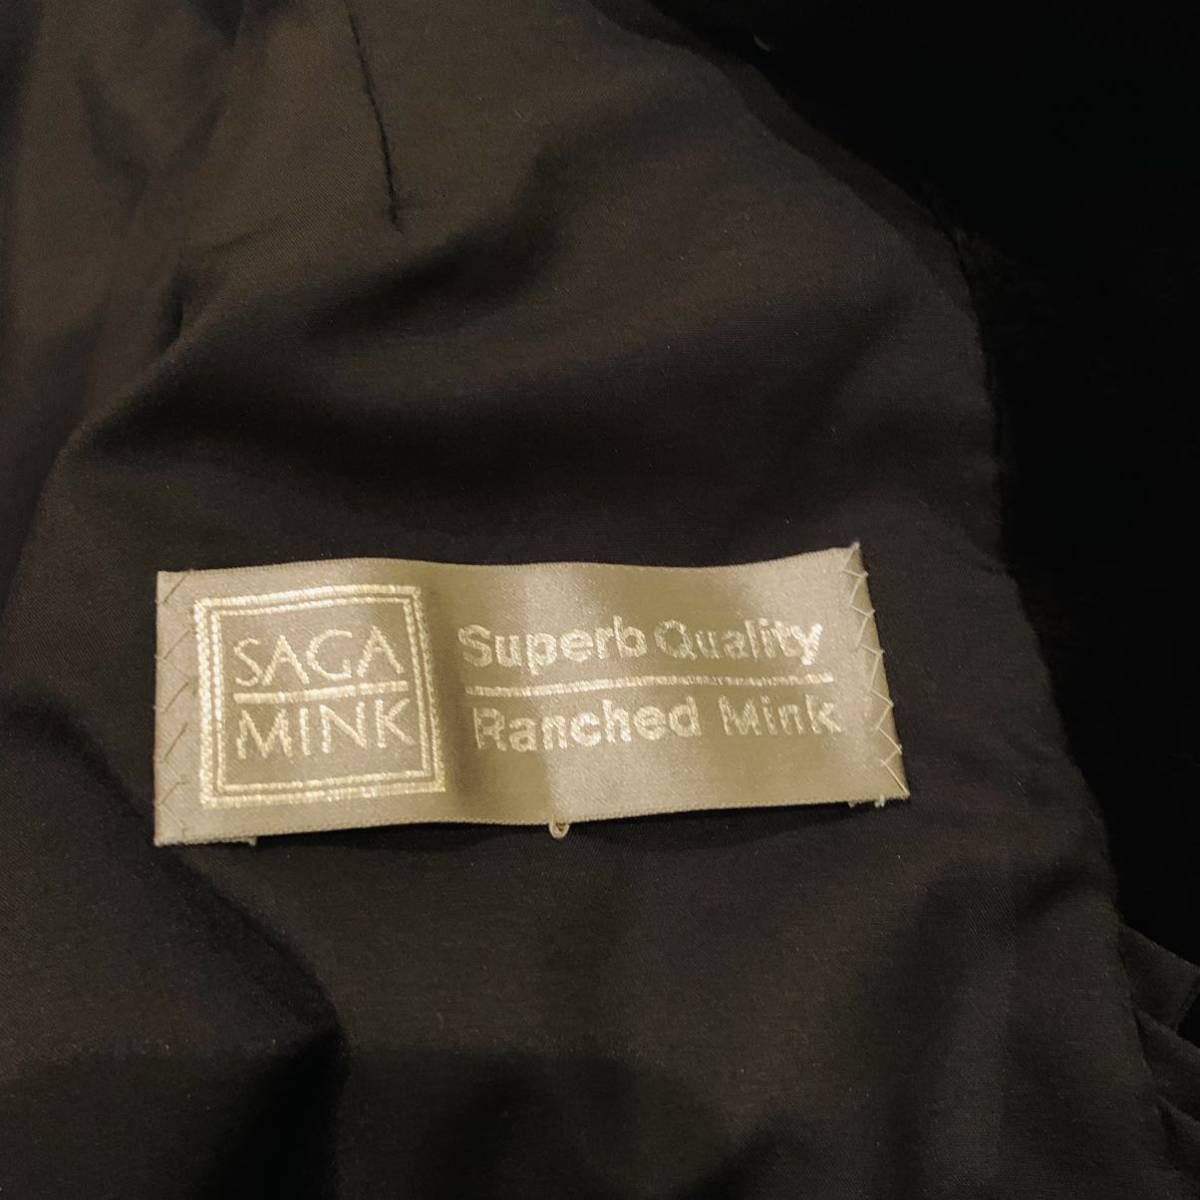 SAGA
MINK
Superb Quality
Ranched Mink